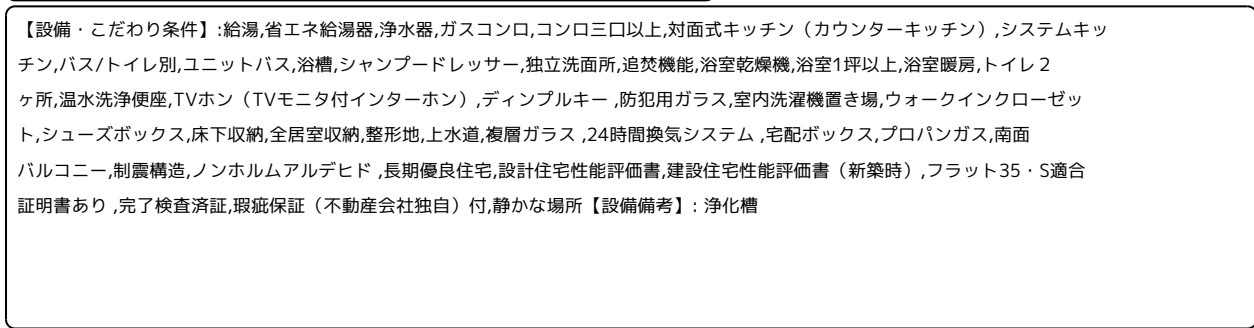 【設備・こだわり条件】:給湯,省エネ給湯器,浄水器,ガスコンロ,コンロ三口以上,対面式キッチン（カウンターキッチン）,システムキッ
チン,バス/トイレ別,ユニットバス,浴槽,シャンプードレッサー,独立洗面所,追焚機能,浴室乾燥機,浴室1坪以上,浴室暖房,トイレ２
ヶ所,温水洗浄便座,TVホン（TVモニタ付インターホン）,ディンプルキー ,防犯用ガラス,室内洗濯機置き場,ウォークインクローゼッ
ト,シューズボックス,床下収納,全居室収納,整形地,上水道,複層ガラス ,24時間換気システム ,宅配ボックス,プロパンガス,南面
バルコニー,制震構造,ノンホルムアルデヒド ,長期優良住宅,設計住宅性能評価書,建設住宅性能評価書（新築時）,フラット35・S適合
証明書あり ,完了検査済証,瑕疵保証（不動産会社独自）付,静かな場所【設備備考】: 浄化槽